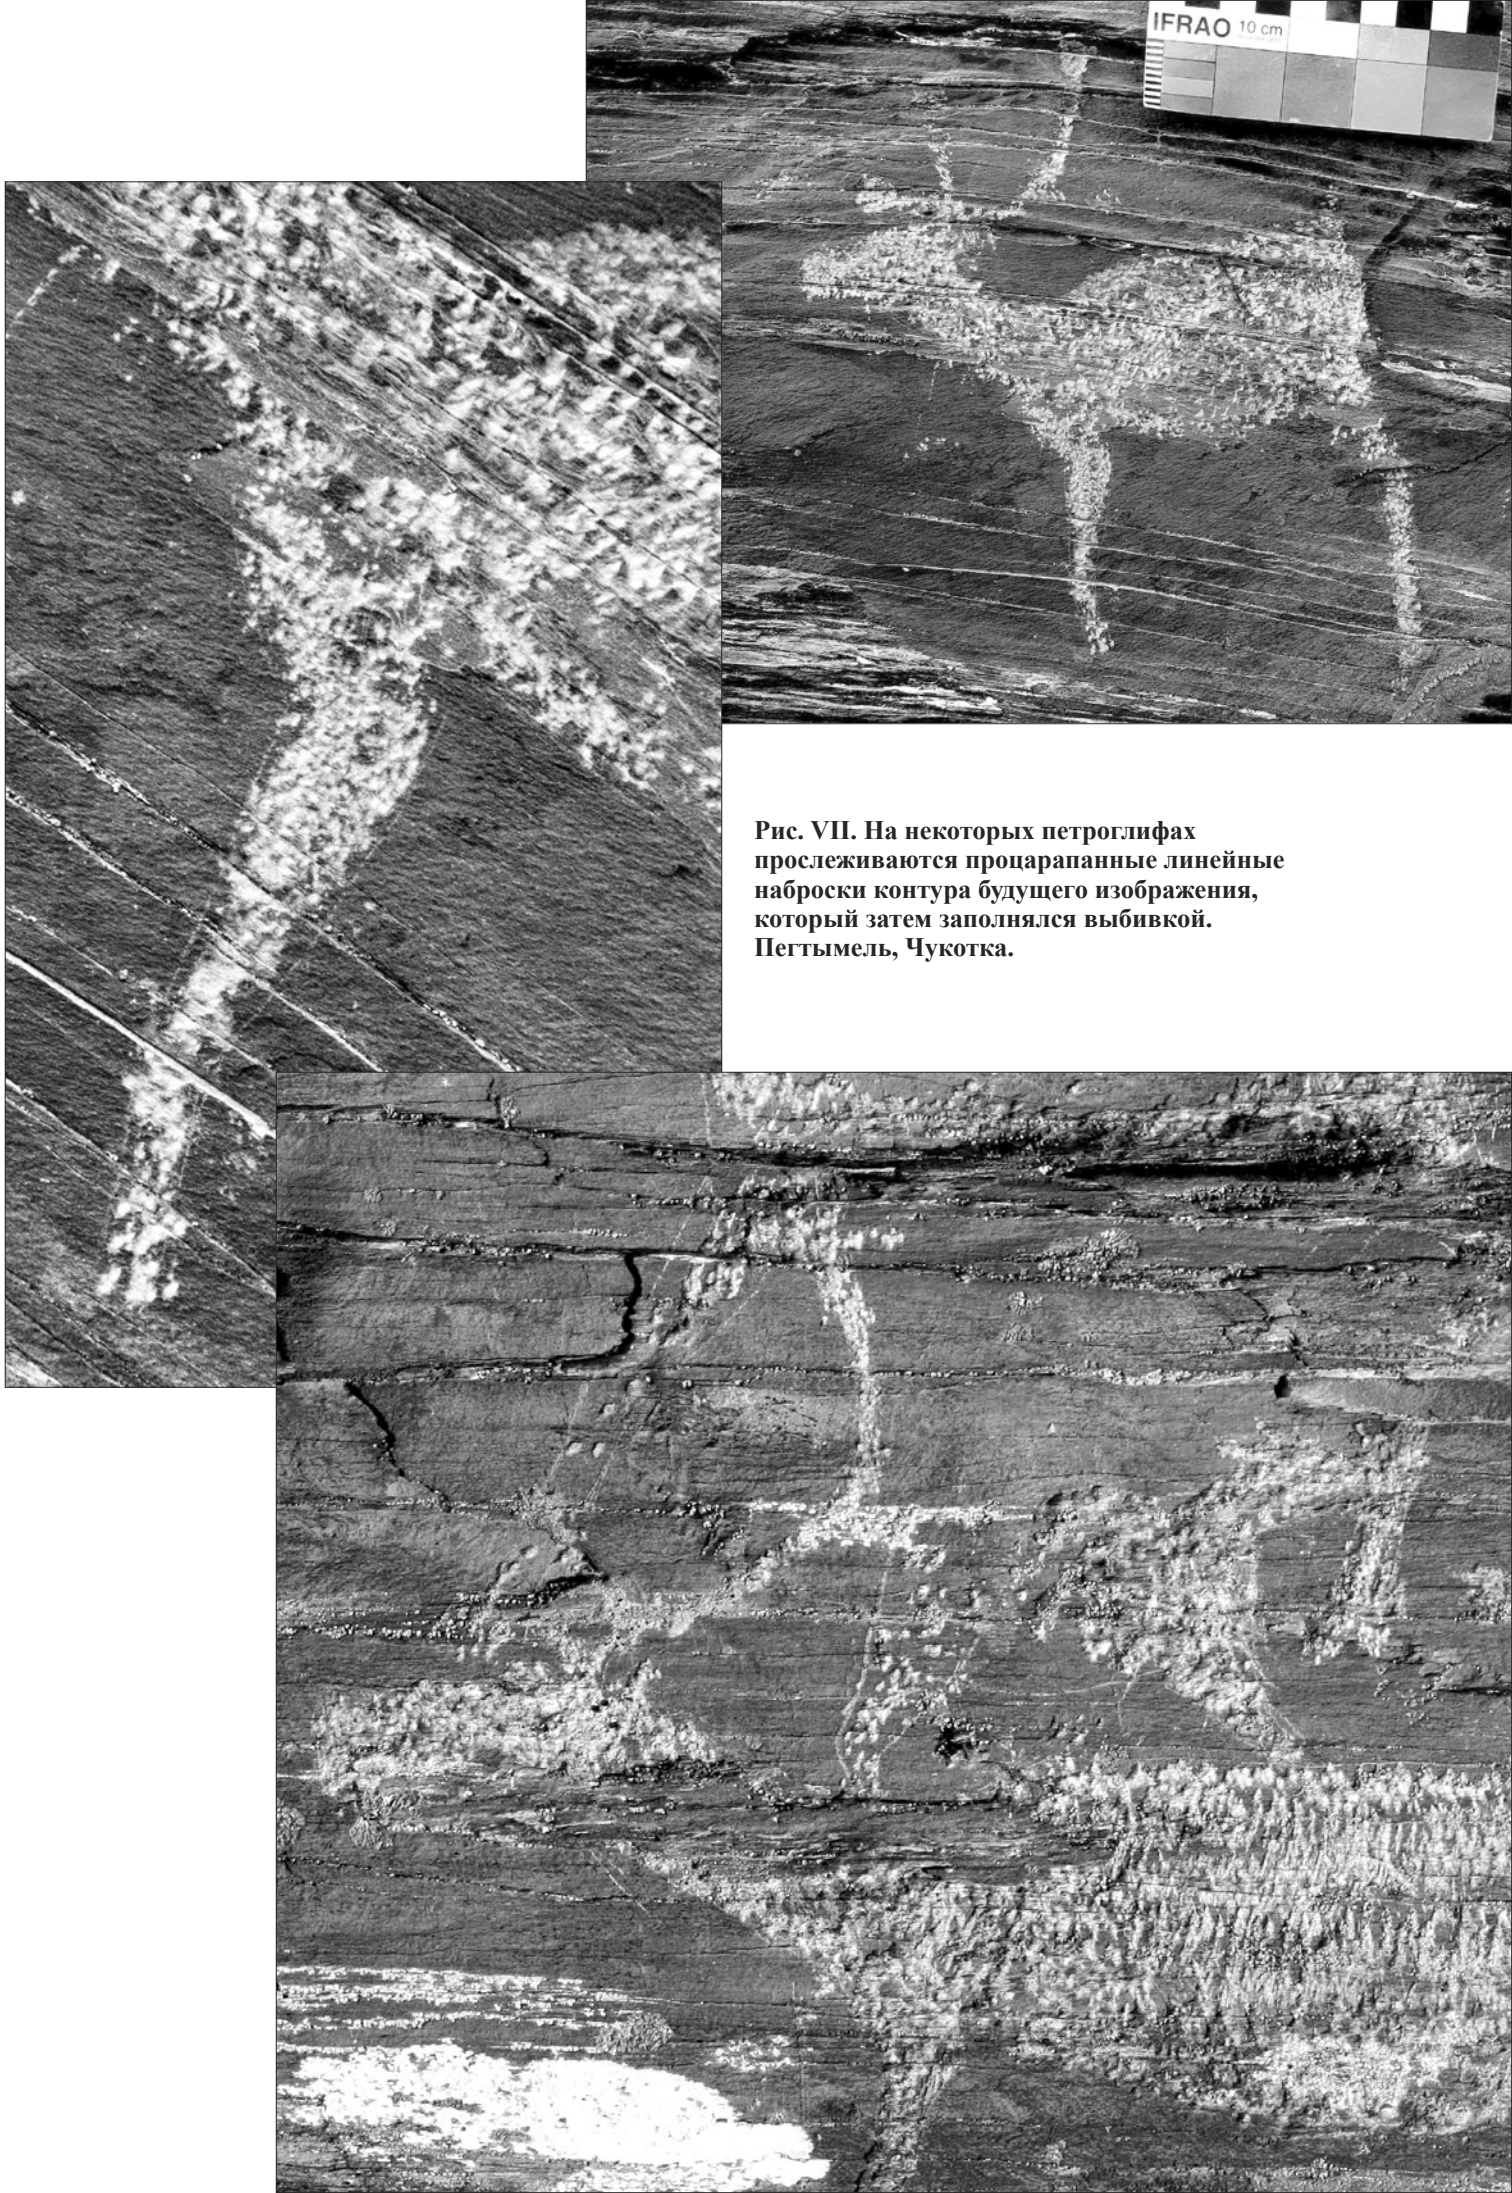 IFRAO 10 cm
Рис. VII. На некоторых петроглифах
прослеживаются процарапанные линейные
наброски контура будущего изображения,
который затем заполнялся выбивкой.
Пегтымель, Чукотка.